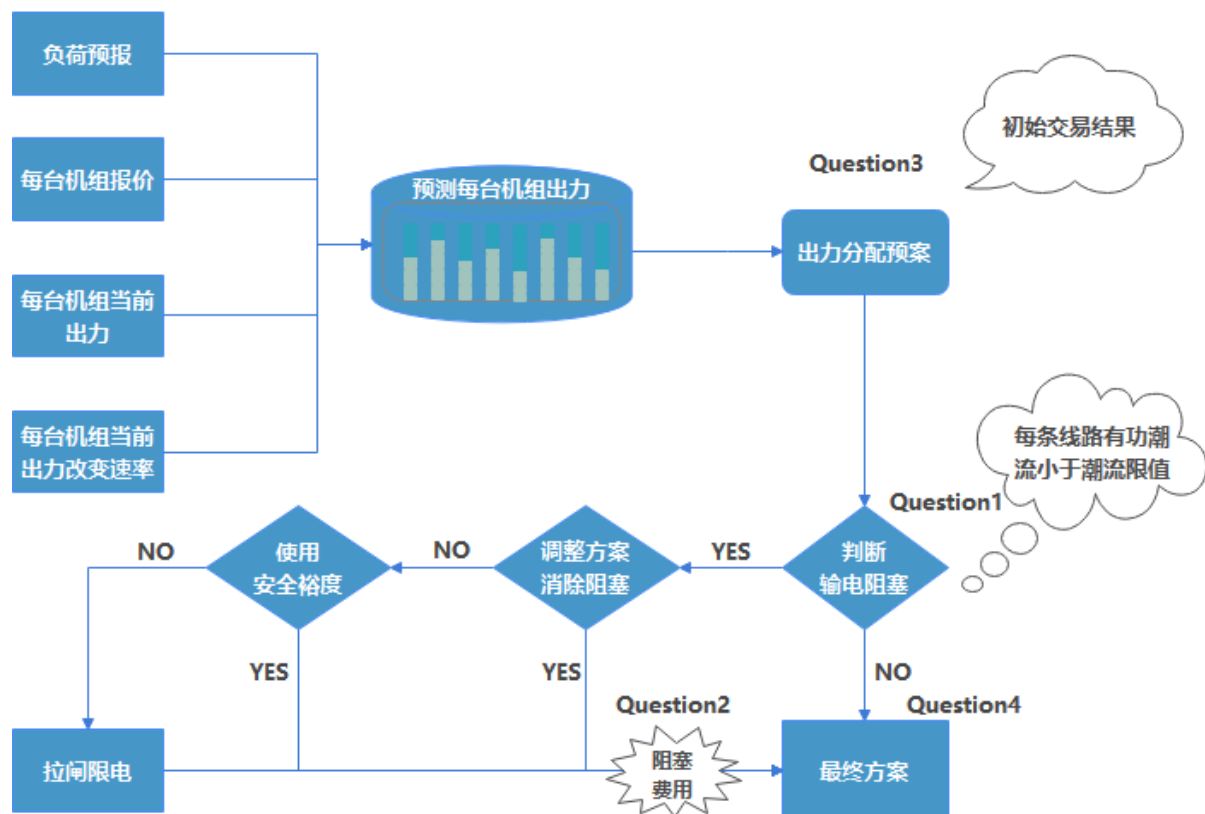 负荷预报
每台机组报价
每台机组当前
出力
每台机组当前
出力改变速率
预测每台机组出力
Question3
初始交易结果
出力分配预案
每条线路有功潮
流小于潮流限值
Question1
判断
输电阻塞
YES
调整方案
消除阻塞
NO
使用
安全裕度
NO
YES
YES
NO
拉闸限电
Question2
阻塞
费用
Question4
最终方案